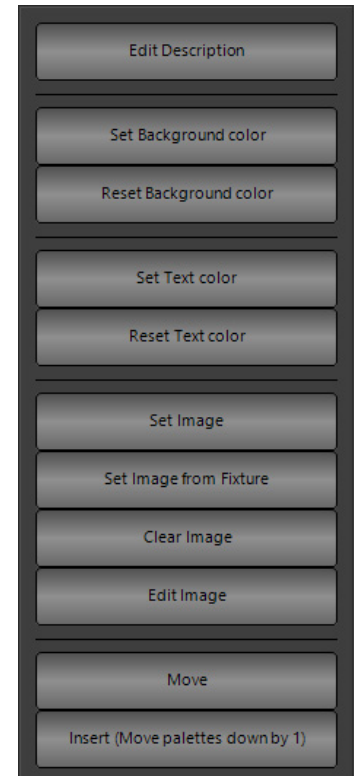 Edit Description
Set Background color
Reset Background color
Set Text color
Reset Text color
Set Image
Set Image from Fixture
Clear Image
Edit Image
Move
Insert (Move palettes down by 1)